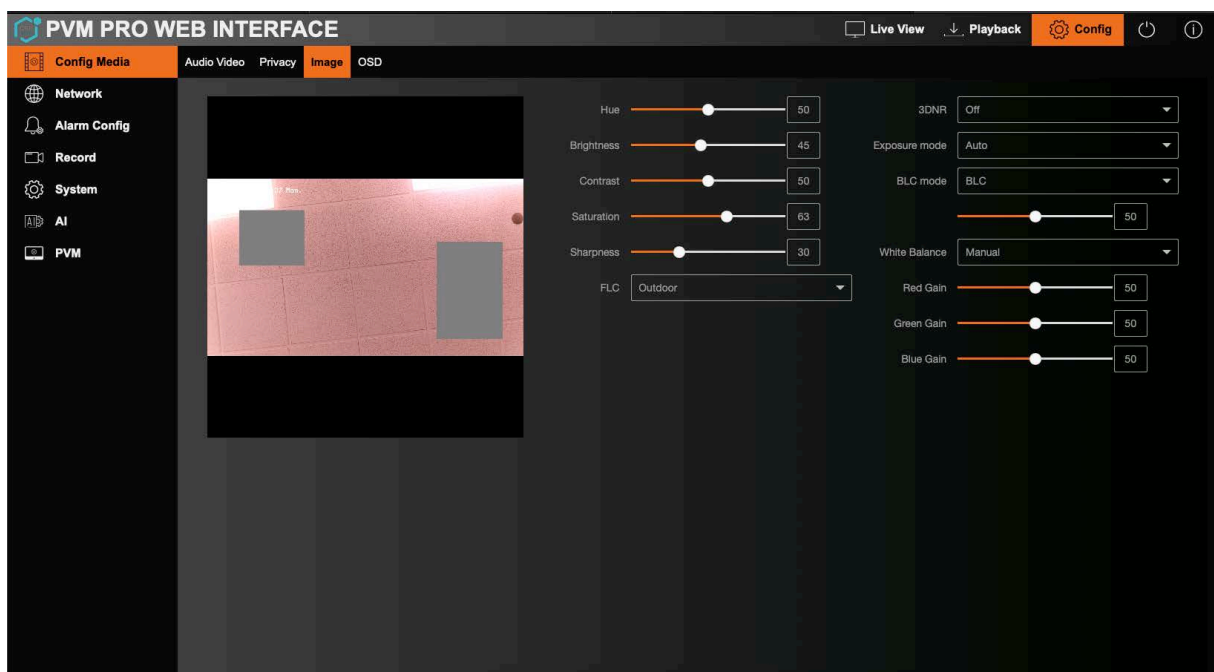 PVM PRO WEB INTERFACE
Live View
Playback
Config
Config Media
Network
Alarm Config
Record
System
AI
PVM
Audio Video
Privacy
Image
OSD
Mon
Hue 50
Brightness 45
Contrast 50
Saturation 63
Sharpness 30
FLC Outdoor
3DNR Off
Exposure mode Auto
BLC mode BLC
50
White Balance Manual
Red Gain 50
Green Gain 50
Blue Gain 50